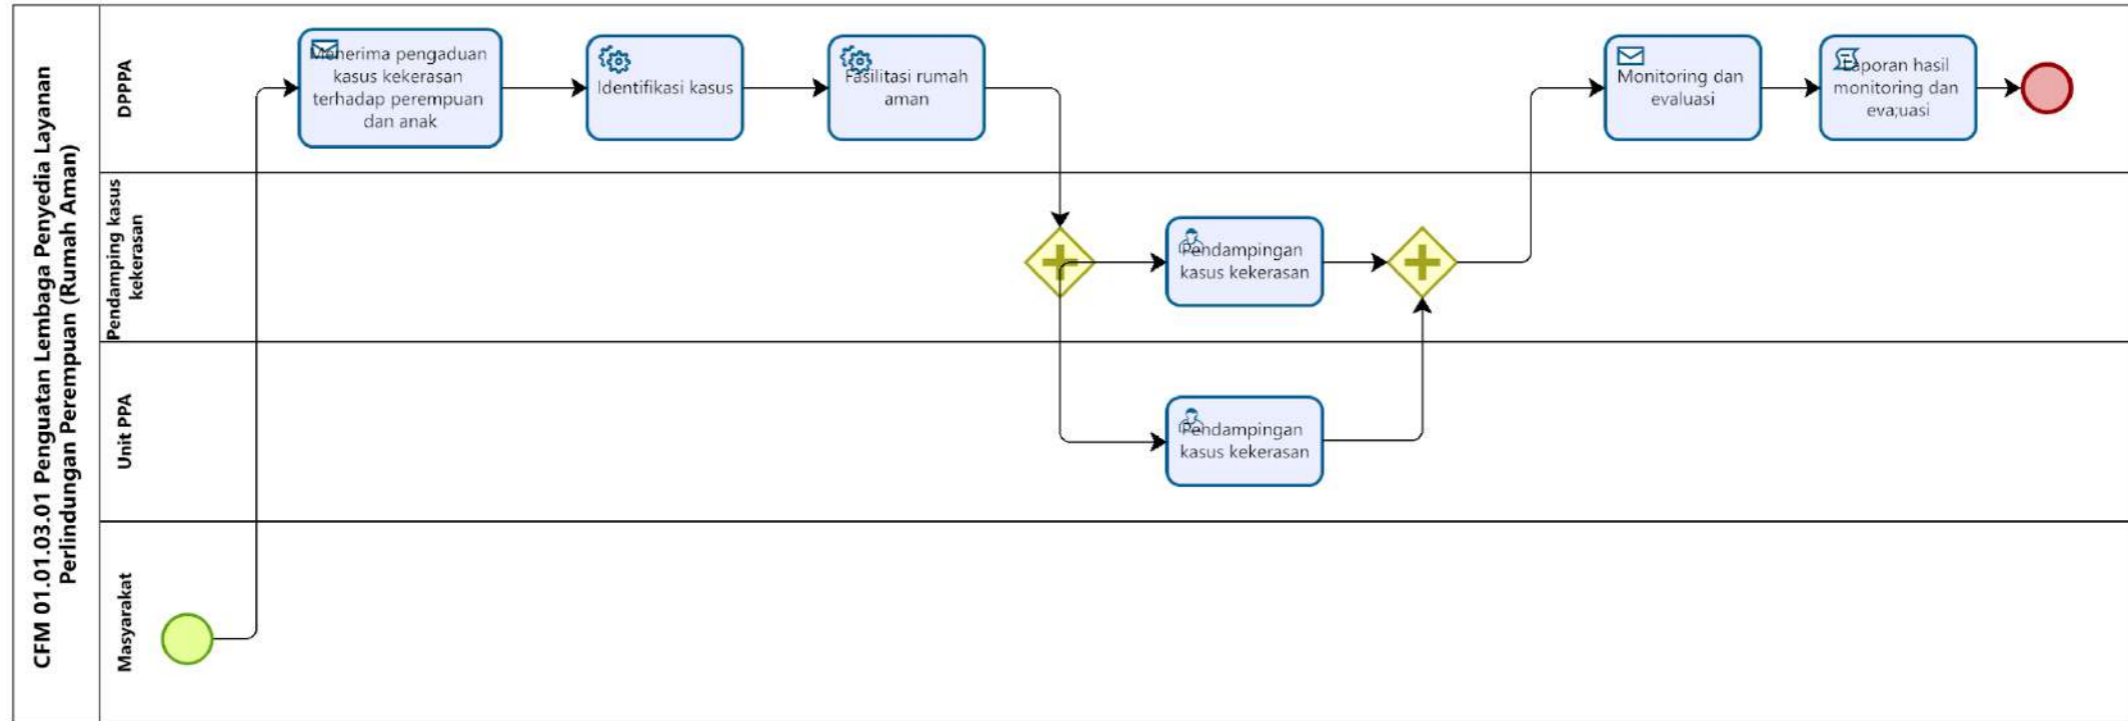 CFM 01.01.03.01 Penguatan Lembaga Penyedia Layanan
Perlindungan Perempuan (Rumah Aman)
DPPPA
Menerima pengaduan
kasus kekerasan
terhadap perempuan
dan anak
Identifikasi kasus
Fasilitasi rumah
aman
Monitoring dan
evaluasi
Laporan hasil
monitoring dan
eva;uasi
Pendamping kasus
kekerasan
Pendampingan
kasus kekerasan
Unit PPA
Pendampingan
kasus kekerasan
Masyarakat